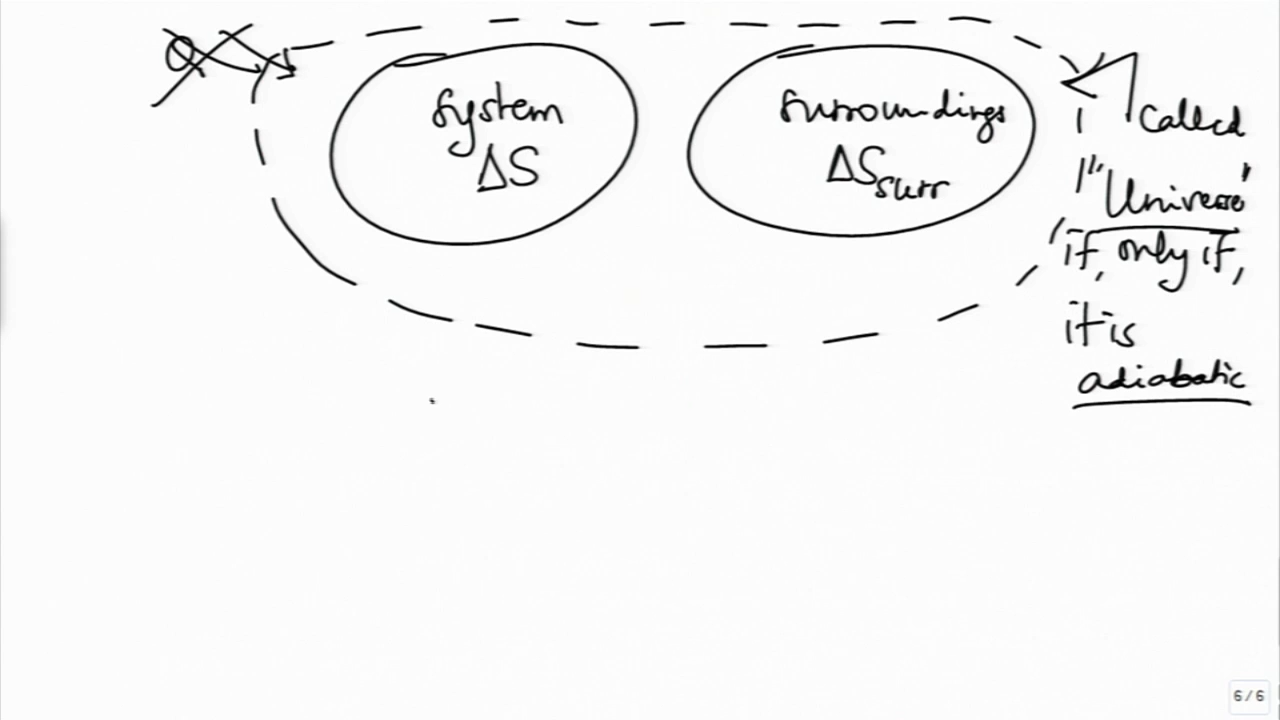 Q
system
ΔS
surroundings
ΔSsurr
called
"Universe"
if, only if,
it is
adiabatic
6/6